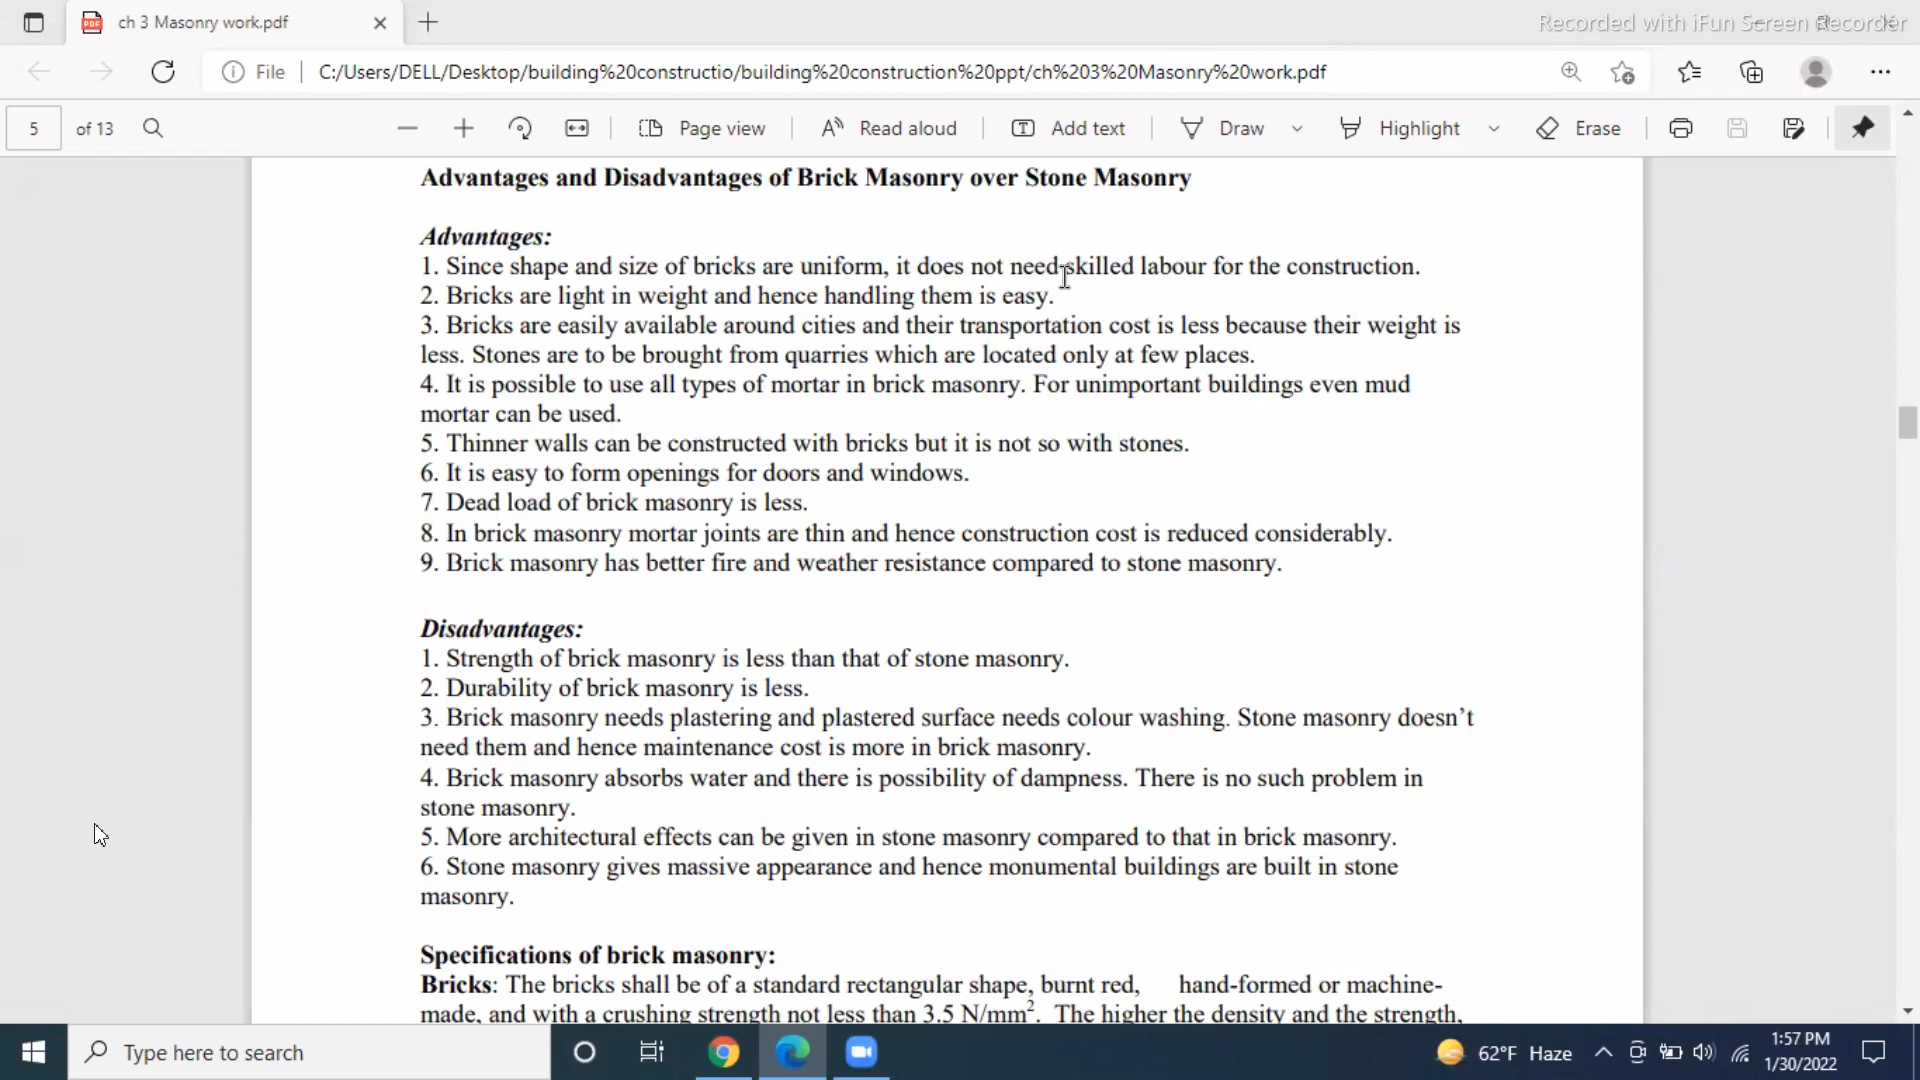 ch 3 Masonry work.pdf
Recorded with iFun Screen Recorder
File
C:/Users/DELL/Desktop/building%20constructio/building%20construction%20ppt/ch%203%20Masonry%20work.pdf
5 of 13
Page view
Read aloud
Add text
Draw
Highlight
Erase
Advantages and Disadvantages of Brick Masonry over Stone Masonry
Advantages:
1. Since shape and size of bricks are uniform, it does not need skilled labour for the construction.
2. Bricks are light in weight and hence handling them is easy.
3. Bricks are easily available around cities and their transportation cost is less because their weight is
less. Stones are to be brought from quarries which are located only at few places.
4. It is possible to use all types of mortar in brick masonry. For unimportant buildings even mud
mortar can be used.
5. Thinner walls can be constructed with bricks but it is not so with stones.
6. It is easy to form openings for doors and windows.
7. Dead load of brick masonry is less.
8. In brick masonry mortar joints are thin and hence construction cost is reduced considerably.
9. Brick masonry has better fire and weather resistance compared to stone masonry.
Disadvantages:
1. Strength of brick masonry is less than that of stone masonry.
2. Durability of brick masonry is less.
3. Brick masonry needs plastering and plastered surface needs colour washing. Stone masonry doesn’t
need them and hence maintenance cost is more in brick masonry.
4. Brick masonry absorbs water and there is possibility of dampness. There is no such problem in
stone masonry.
5. More architectural effects can be given in stone masonry compared to that in brick masonry.
6. Stone masonry gives massive appearance and hence monumental buildings are built in stone
masonry.
Specifications of brick masonry:
Bricks: The bricks shall be of a standard rectangular shape, burnt red, hand-formed or machine-
made, and with a crushing strength not less than 3.5 N/mm². The higher the density and the strength,
Type here to search
62°F Haze
1:57 PM
1/30/2022